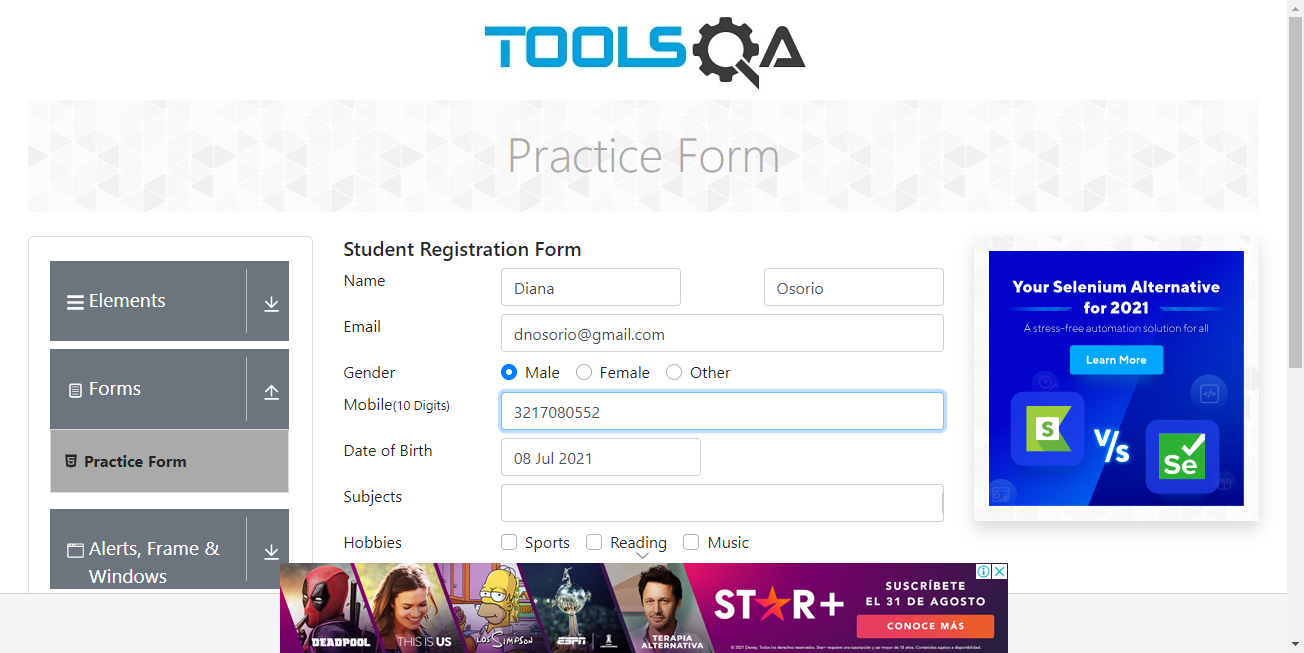 TOOLSQA
Practice Form
Elements
Forms
Practice Form
Alerts, Frame &
Windows
Student Registration Form
Name
Diana
Osorio
Email
dnosorio@gmail.com
Gender
Male
Female
Other
Mobile(10 Digits)
3217080552
Date of Birth
08 Jul 2021
Subjects
Hobbies
Sports
Reading
Music
Your Selenium Alternative
for 2021
A stress-free automation solution for all
Learn More
S
V/s
Se
DEADPOOL
THIS IS US
LOS SIMPSON
ESPN
TERAPIA
ALTERNATIVA
STAR+
SUSCRÍBETE
EL 31 DE AGOSTO
CONOCE MÁS